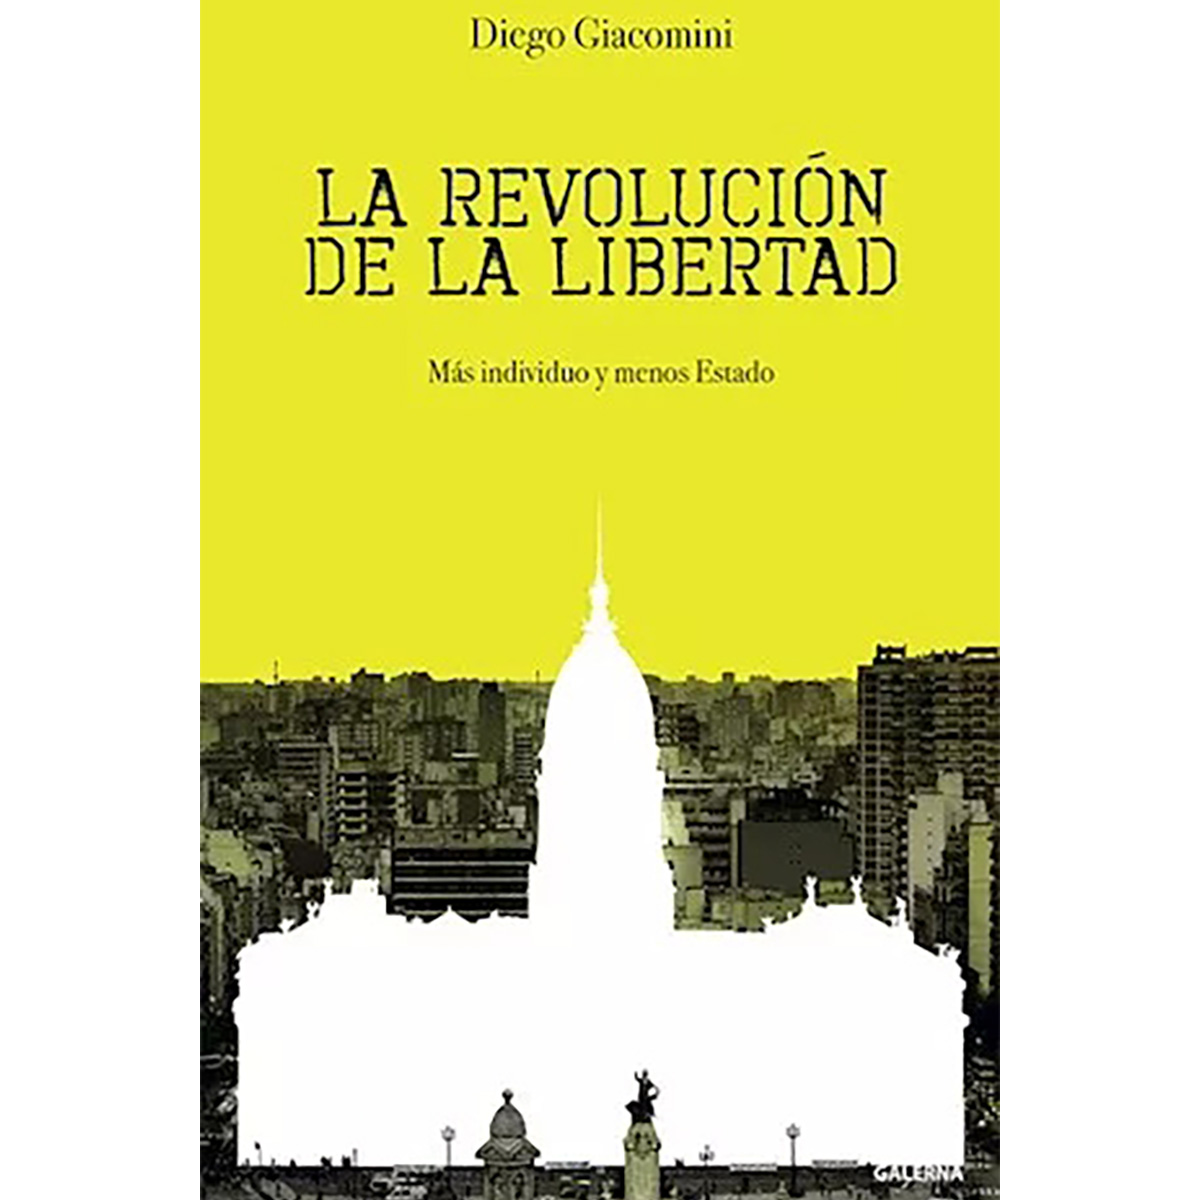 Diego Giacomini
LA REVOLUCIÓN
DE LA LIBERTAD
Más individuo y menos Estado
GALERNA